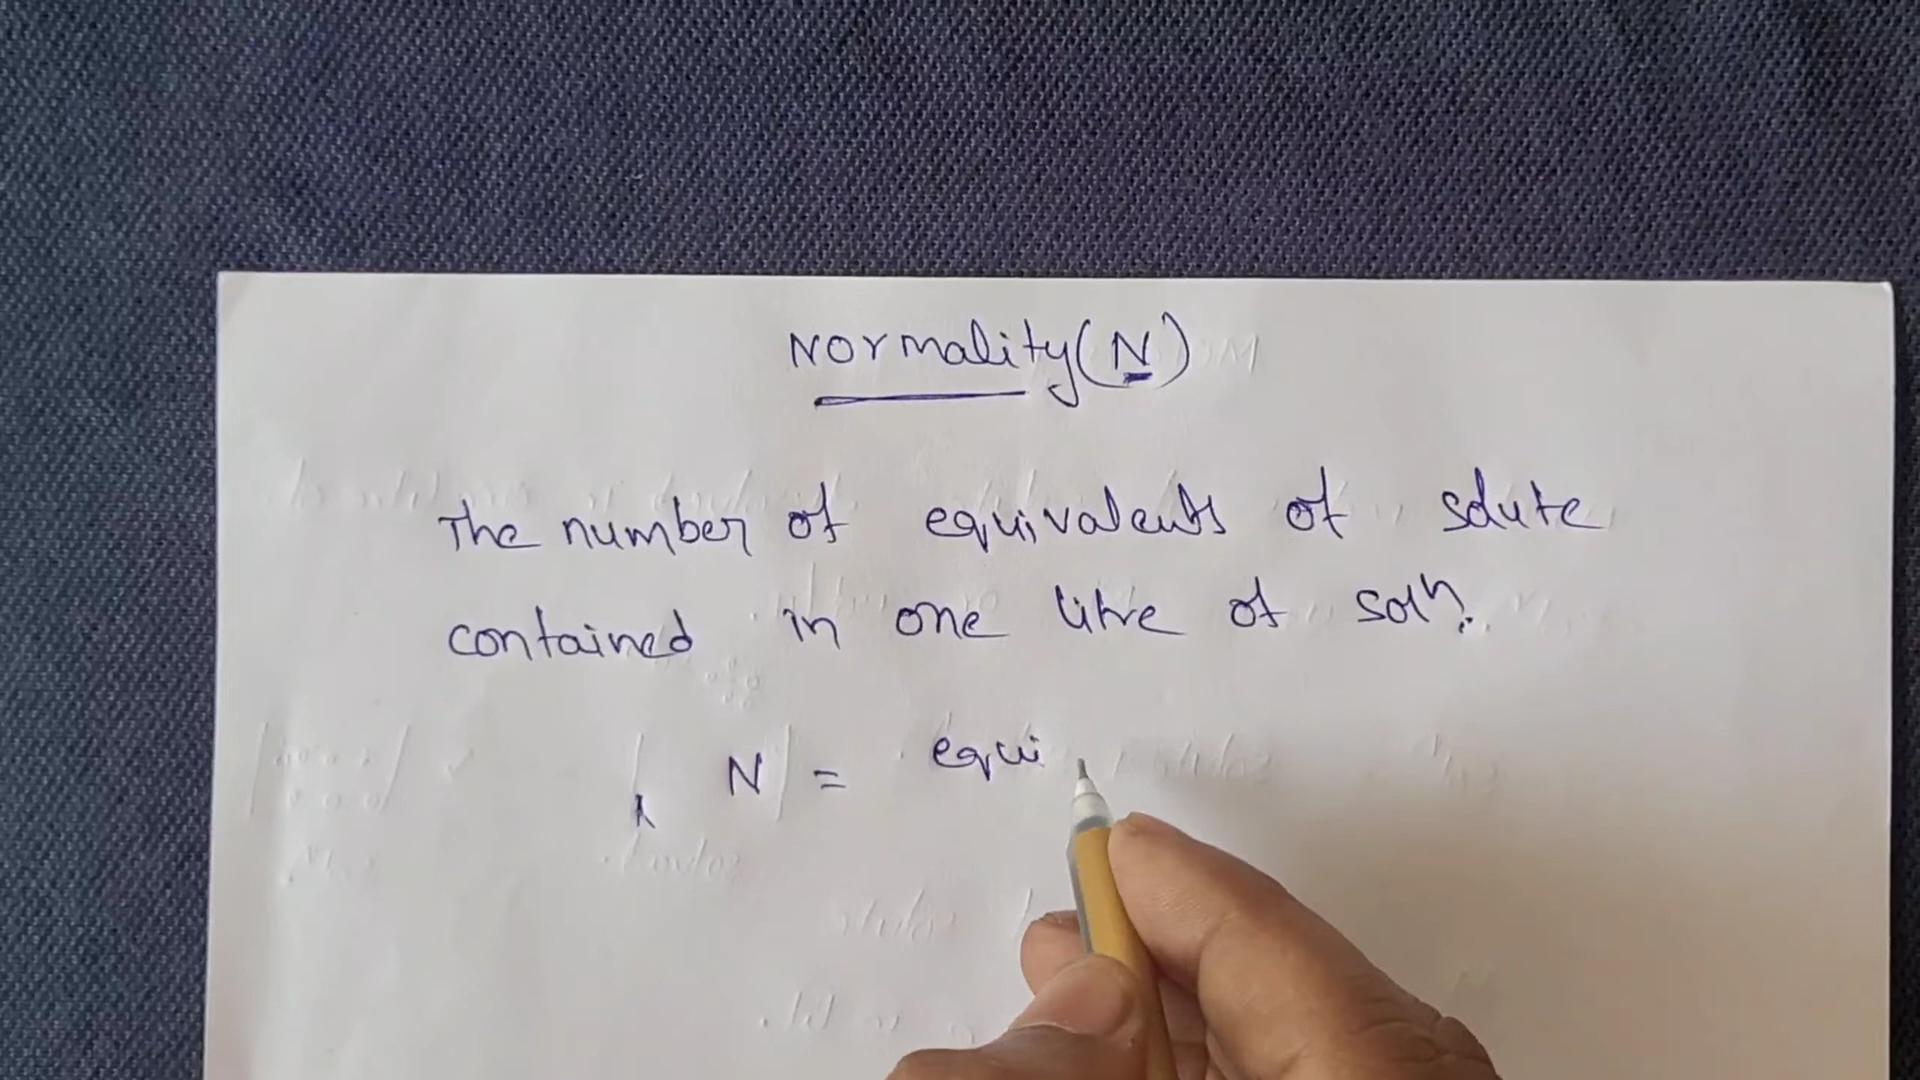 Normality (N)
The number of equivalents of solute
contained in one litre of solⁿ.
N = equi